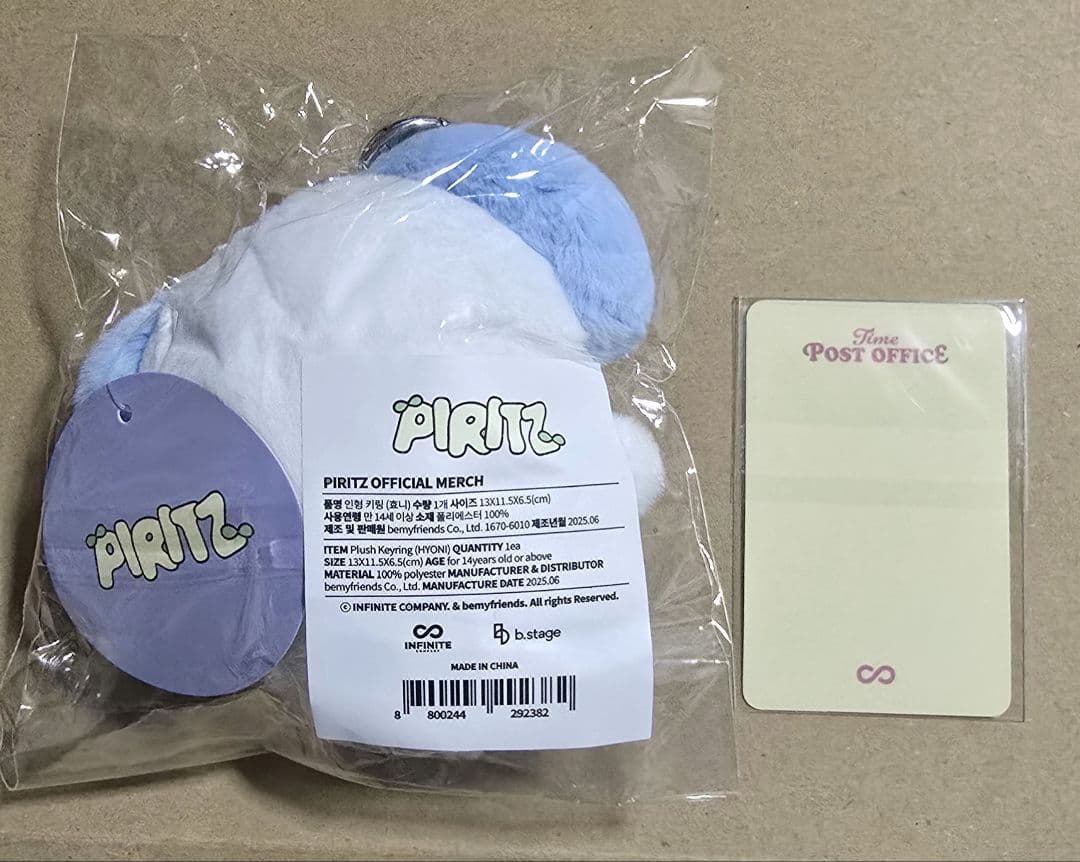 PIRITZ
PIRITZ
PIRITZ OFFICIAL MERCH
품명 인형 키링 (효니) 수량 1개 사이즈 13X11.5X6.5(cm)
사용연령 만 14세 이상 소재 폴리에스터 100%
제조 및 판매원 bemyfriends Co., Ltd. 1670-6010 제조년월 2025.06
ITEM Plush Keyring (HYONI) QUANTITY 1ea
SIZE 13X11.5X6.5(cm) AGE for 14years old or above
MATERIAL 100% polyester MANUFACTURER & DISTRIBUTOR
bemyfriends Co., Ltd. MANUFACTURE DATE 2025.06
ⓒ INFINITE COMPANY. & bemyfriends. All rights Reserved.
INFINITE
COMPANY
b.stage
MADE IN CHINA
8 800244 292382
Time
POST OFFICE